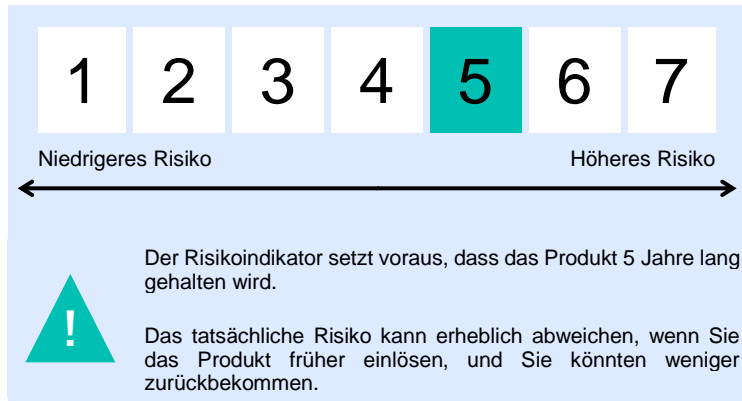 1 2 3 4 5 6 7
Niedrigeres Risiko Höheres Risiko
Der Risikoindikator setzt voraus, dass das Produkt 5 Jahre lang
gehalten wird.
!
Das tatsächliche Risiko kann erheblich abweichen, wenn Sie
das Produkt früher einlösen, und Sie könnten weniger
zurückbekommen.